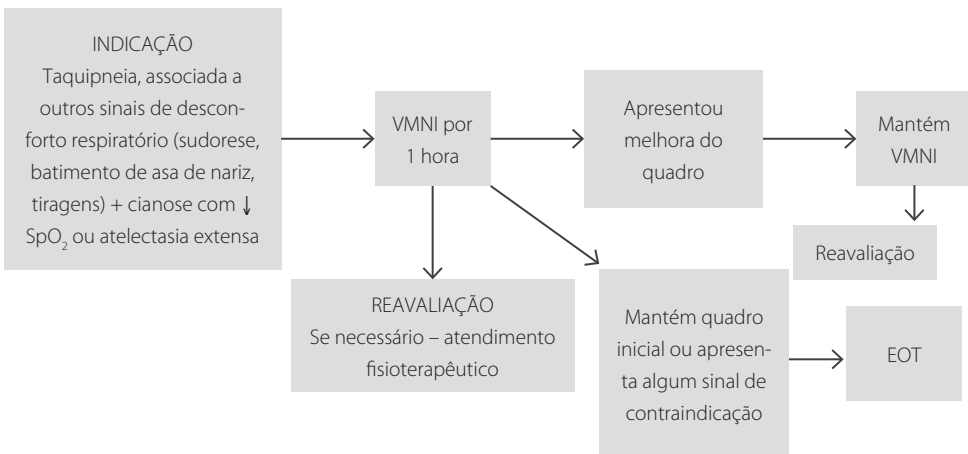 INDICAÇÃO
Taquipneia, associada a
outros sinais de descon-
forto respiratório (sudorese,
batimento de asa de nariz,
tiragens) + cianose com ↓
SpO₂ ou atelectasia extensa
VMNI por
1 hora
Apresentou
melhora do
quadro
Mantém
VMNI
Reavaliação
REAVALIAÇÃO
Se necessário – atendimento
fisioterapêutico
Mantém quadro
inicial ou apresen-
ta algum sinal de
contraindicação
EOT